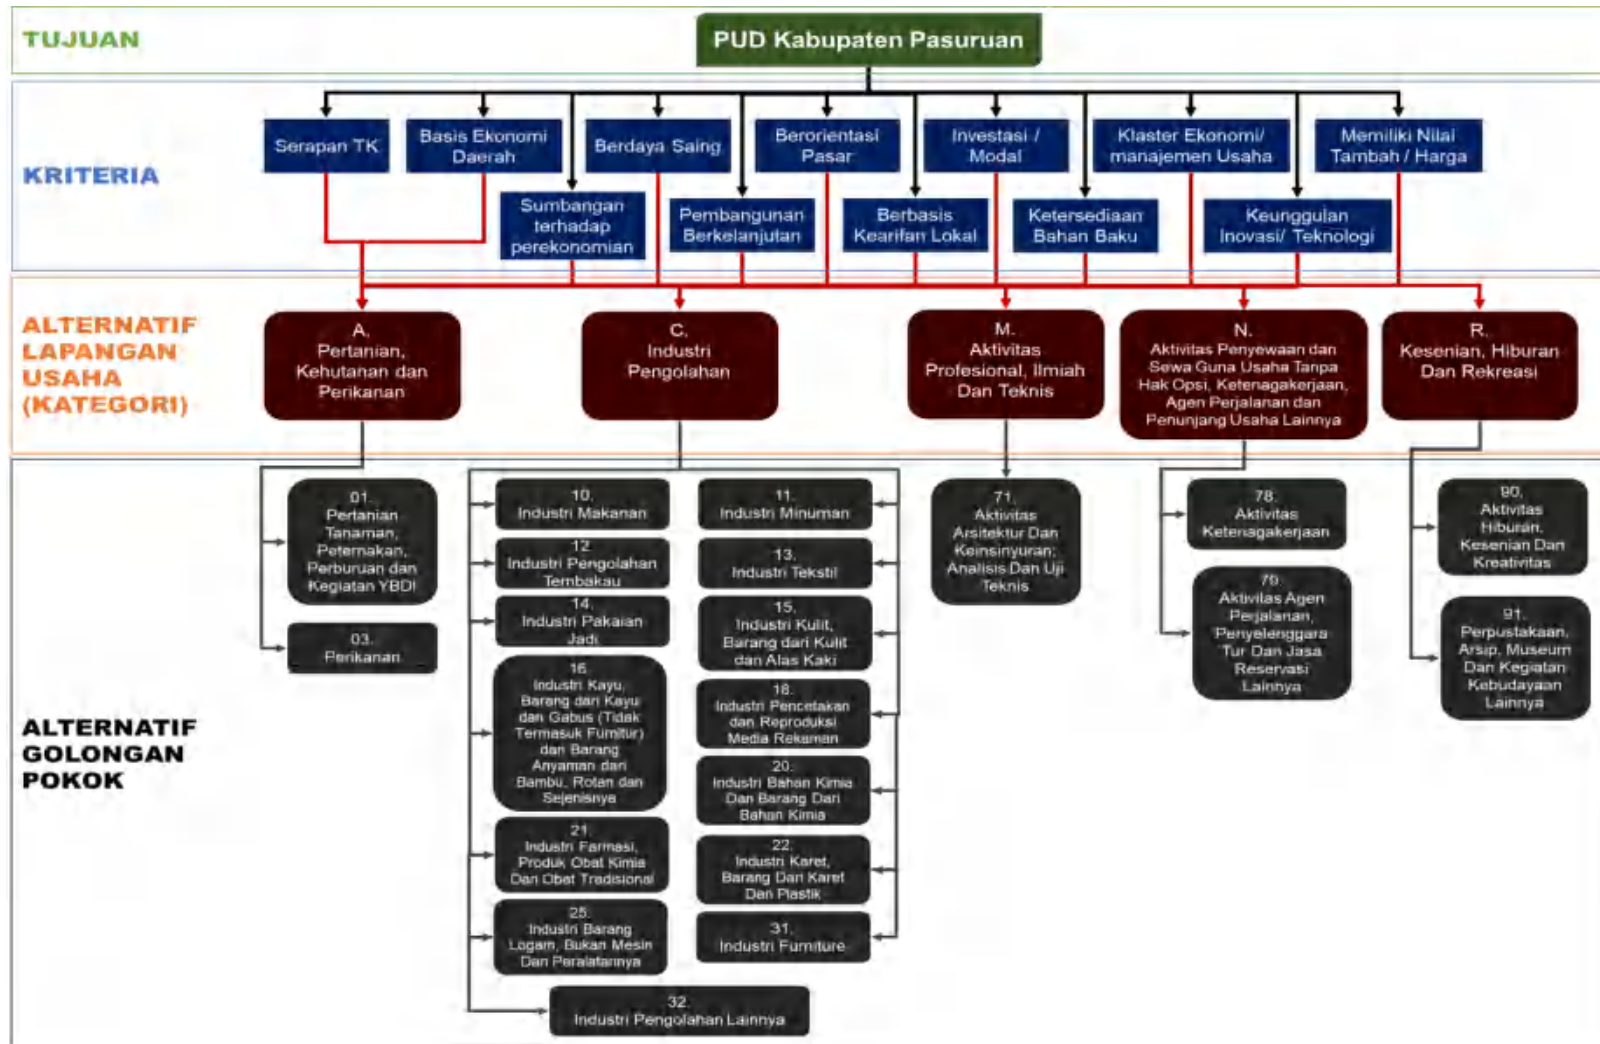 TUJUAN
PUD Kabupaten Pasuruan
KRITERIA
Serapan TK
Basis Ekonomi
Daerah
Berdaya Saing
Berorientasi
Pasar
Investasi /
Modal
Klaster Ekonomi/
manajemen Usaha
Memiliki Nilai
Tambah / Harga
Sumbangan
terhadap
perekonomian
Pembangunan
Berkelanjutan
Berbasis
Kearifan Lokal
Ketersediaan
Bahan Baku
Keunggulan
Inovasi/ Teknologi
ALTERNATIF
LAPANGAN
USAHA
(KATEGORI)
A.
Pertanian,
Kehutanan dan
Perikanan
C.
Industri
Pengolahan
M.
Aktivitas
Profesional, Ilmiah
Dan Teknis
N.
Aktivitas Penyewaan dan
Sewa Guna Usaha Tanpa
Hak Opsi, Ketenagakerjaan,
Agen Perjalanan dan
Penunjang Usaha Lainnya
R.
Kesenian, Hiburan
Dan Rekreasi
ALTERNATIF
GOLONGAN
POKOK
01.
Pertanian
Tanaman,
Peternakan,
Perburuan dan
Kegiatan YBDI
03.
Perikanan
10.
Industri Makanan
12.
Industri Pengolahan
Tembakau
14.
Industri Pakaian
Jadi
16.
Industri Kayu,
Barang dari Kayu
dan Gabus (Tidak
Termasuk Furnitur)
dan Barang
Anyaman dari
Bambu, Rotan dan
Sejenisnya
21.
Industri Farmasi,
Produk Obat Kimia
Dan Obat Tradisional
25.
Industri Barang
Logam, Bukan Mesin
Dan Peralatannya
11.
Industri Minuman
13.
Industri Tekstil
15.
Industri Kulit,
Barang dari Kulit
dan Alas Kaki
18.
Industri Pencetakan
dan Reproduksi
Media Rekaman
20.
Industri Bahan Kimia
Dan Barang Dari
Bahan Kimia
22.
Industri Karet,
Barang Dari Karet
Dan Plastik
31.
Industri Furniture
32.
Industri Pengolahan Lainnya
71.
Aktivitas
Arsitektur Dan
Keinsinyuran;
Analisis Dan Uji
Teknis
78.
Aktivitas
Ketenagakerjaan
79.
Aktivitas Agen
Perjalanan,
Penyelenggara
Tur Dan Jasa
Reservasi
Lainnya
90.
Aktivitas
Hiburan,
Kesenian Dan
Kreativitas
91.
Perpustakaan,
Arsip, Museum
Dan Kegiatan
Kebudayaan
Lainnya